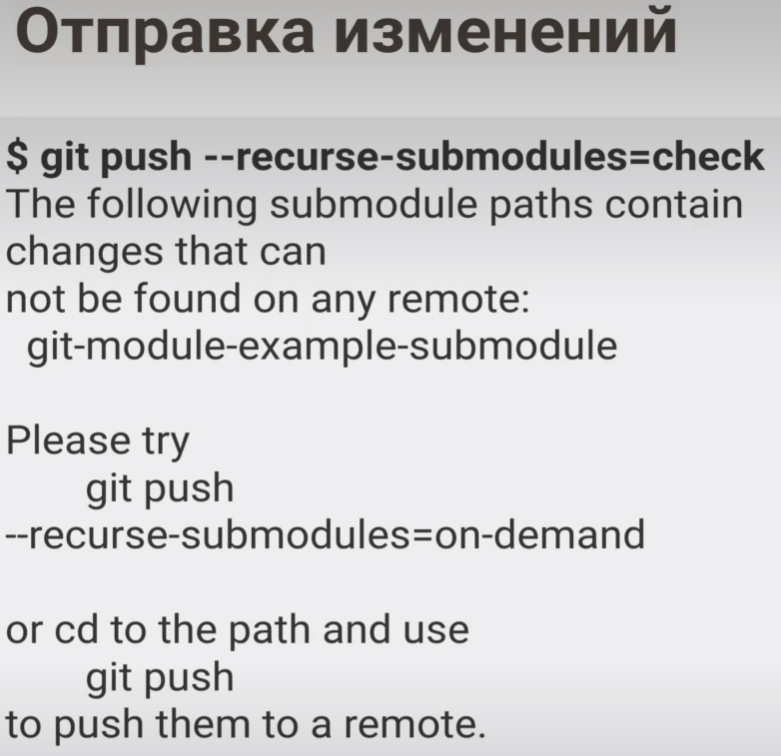 Отправка изменений
$ git push --recurse-submodules=check
The following submodule paths contain
changes that can
not be found on any remote:
git-module-example-submodule
Please try
git push
--recurse-submodules=on-demand
or cd to the path and use
git push
to push them to a remote.